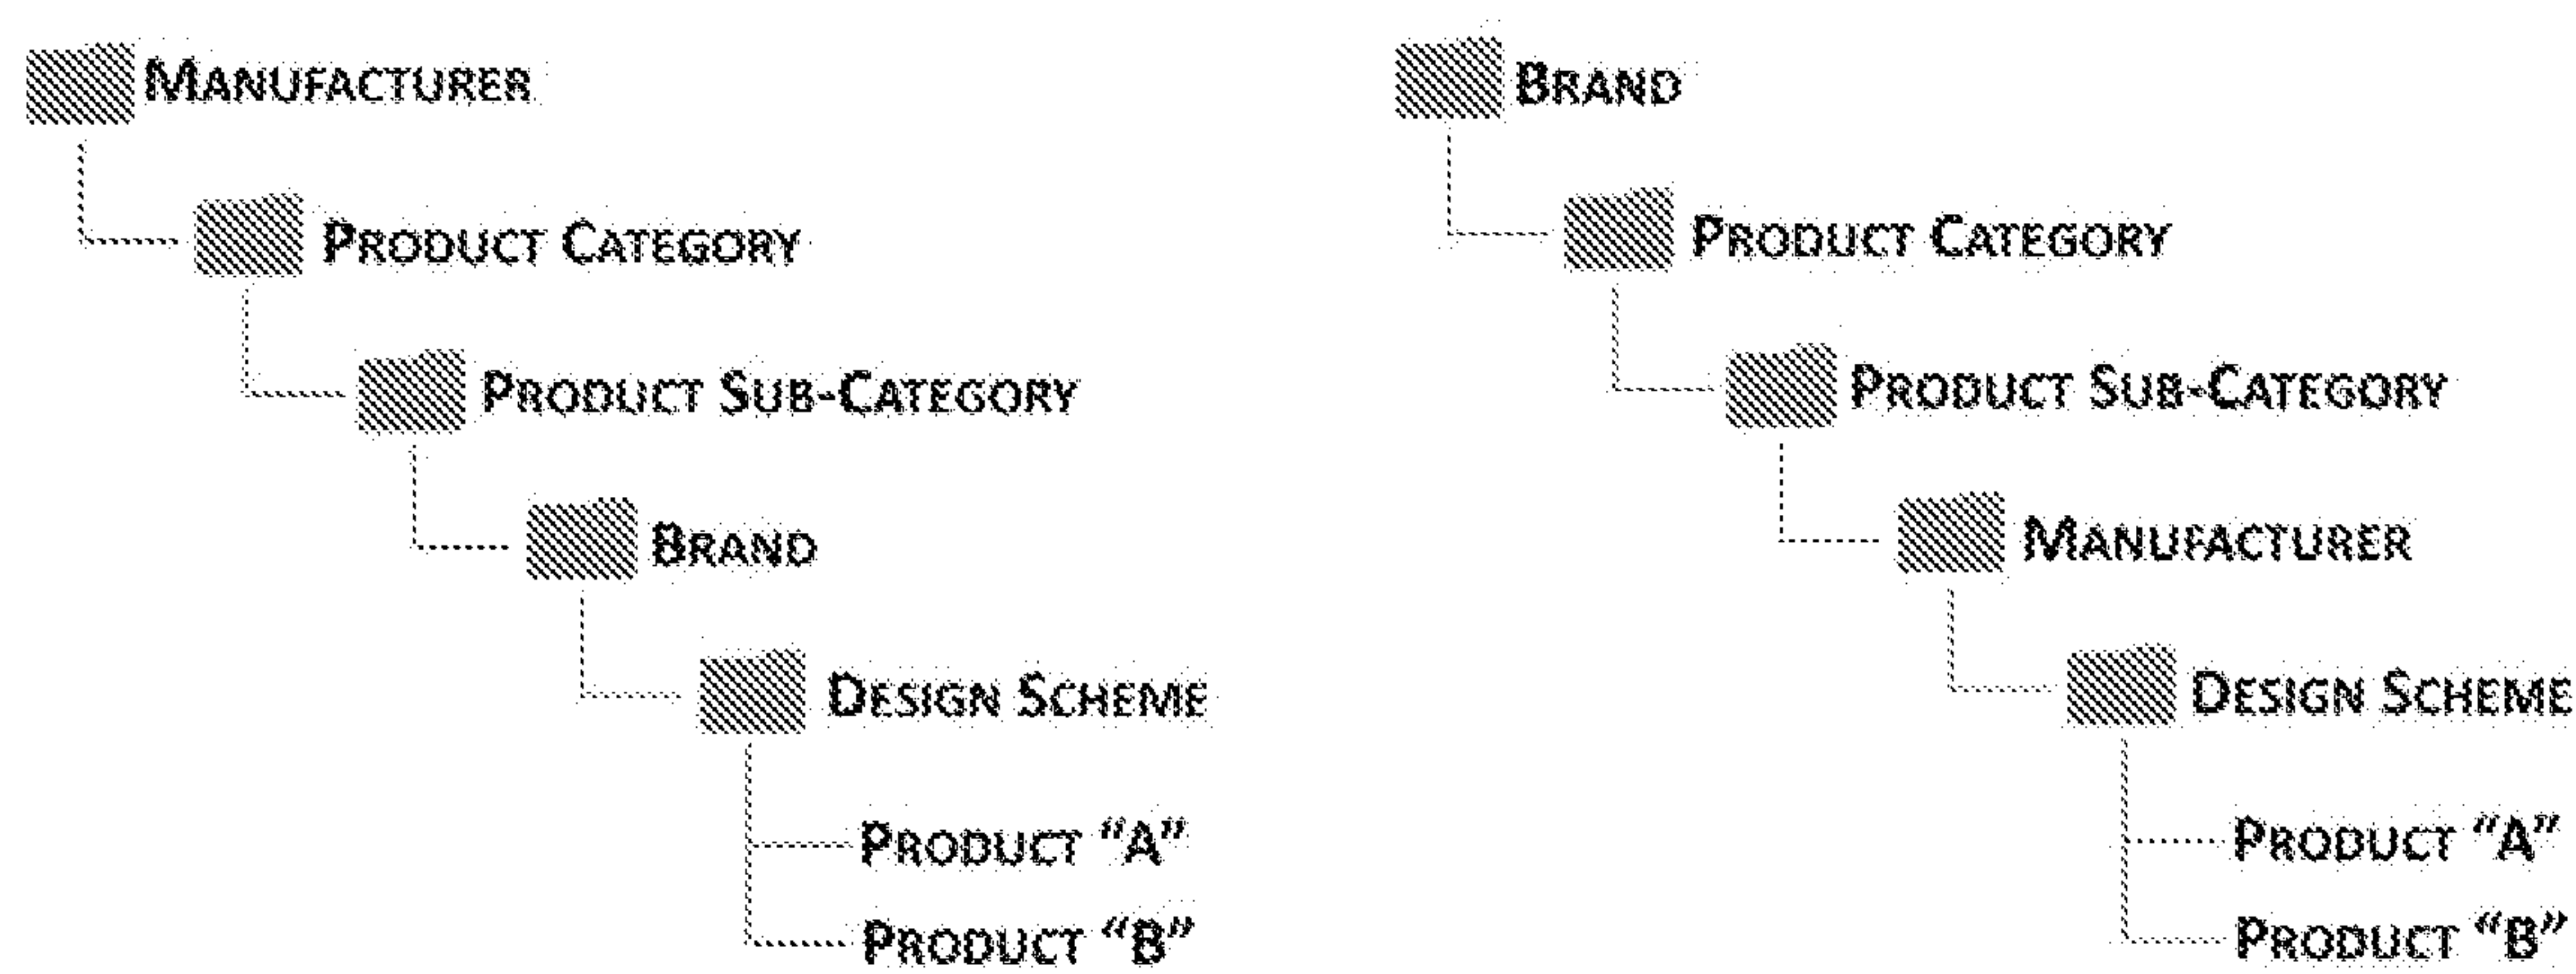 MANUFACTURER
PRODUCT CATEGORY
PRODUCT SUB-CATEGORY
BRAND
DESIGN SCHEME
PRODUCT “A”
PRODUCT “B”
BRAND
PRODUCT CATEGORY
PRODUCT SUB-CATEGORY
MANUFACTURER
DESIGN SCHEME
PRODUCT “A”
PRODUCT “B”